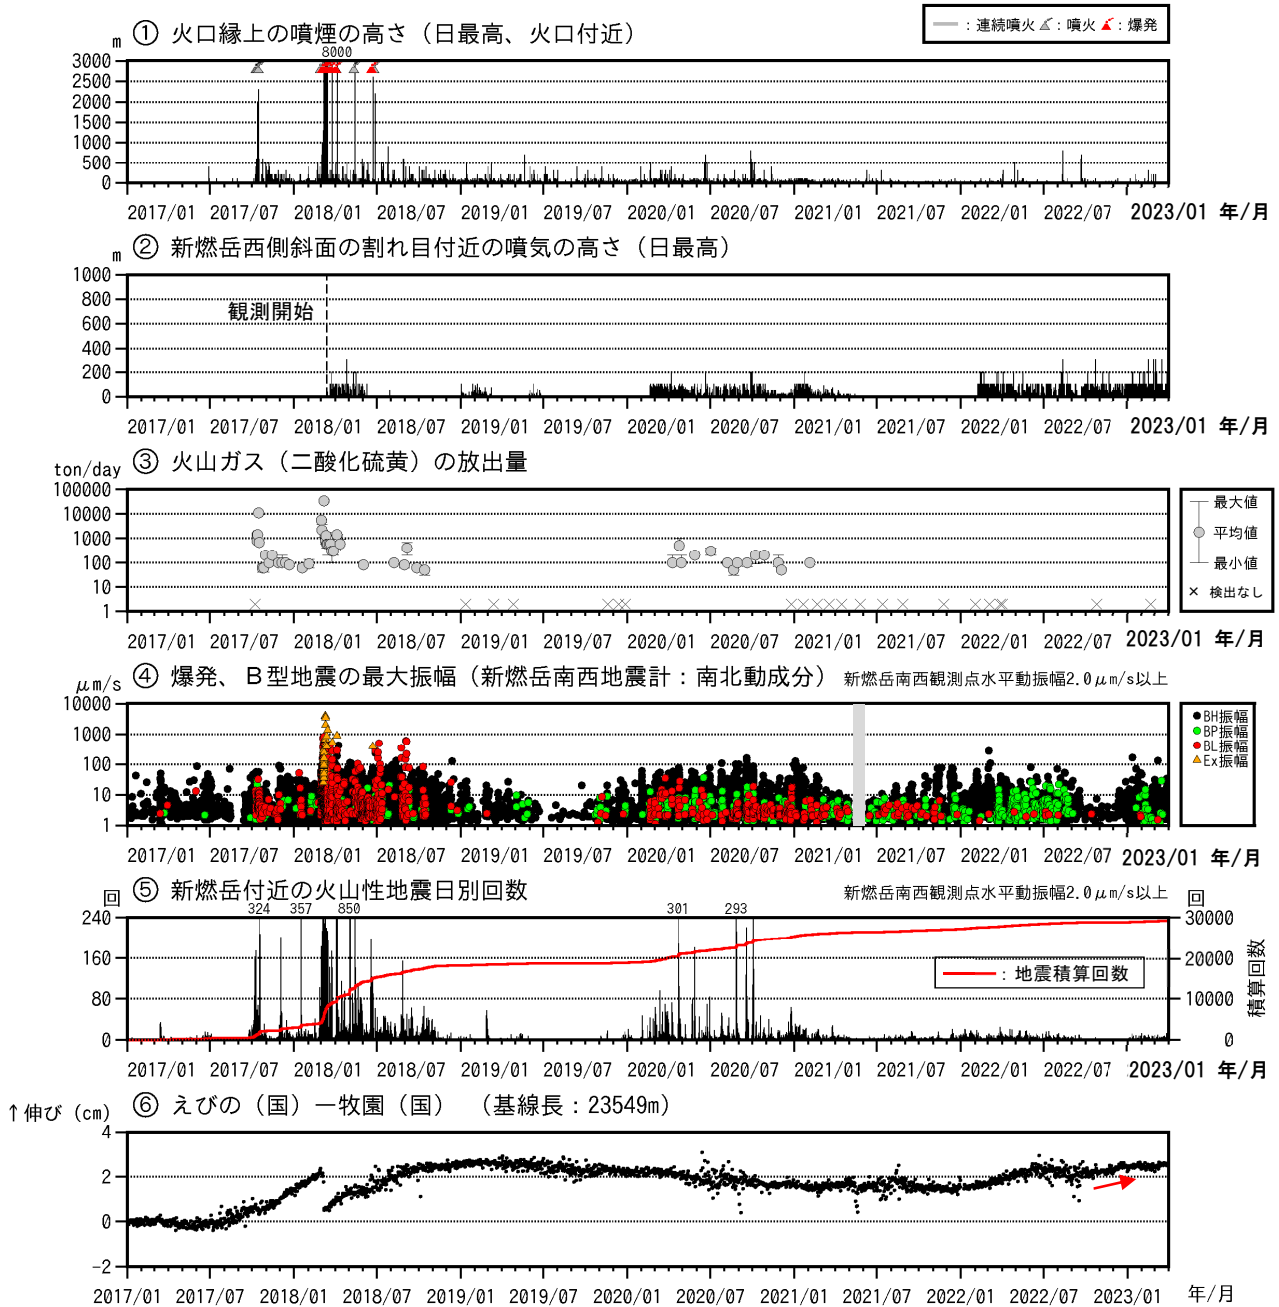 ① 火口縁上の噴煙の高さ（日最高、火口付近）
：連続噴火 ：噴火 ：爆発
m
8000
3000
2500
2000
1500
1000
500
0
2017/01 2017/07 2018/01 2018/07 2019/01 2019/07 2020/01 2020/07 2021/01 2021/07 2022/01 2022/07 2023/01 年/月
② 新燃岳西側斜面の割れ目付近の噴気の高さ（日最高）
m
1000
800
観測開始
600
400
200
0
2017/01 2017/07 2018/01 2018/07 2019/01 2019/07 2020/01 2020/07 2021/01 2021/07 2022/01 2022/07 2023/01 年/月
③ 火山ガス（二酸化硫黄）の放出量
ton/day
100000
10000
1000
100
10
1
最大値
平均値
最小値
× 検出なし
2017/01 2017/07 2018/01 2018/07 2019/01 2019/07 2020/01 2020/07 2021/01 2021/07 2022/01 2022/07 2023/01 年/月
④ 爆発、Ｂ型地震の最大振幅（新燃岳南西地震計：南北動成分） 新燃岳南西観測点水平動振幅2.0μm/s以上
μm/s
10000
1000
100
10
1
BH振幅
BP振幅
BL振幅
Ex振幅
2017/01 2017/07 2018/01 2018/07 2019/01 2019/07 2020/01 2020/07 2021/01 2021/07 2022/01 2022/07 2023/01 年/月
⑤ 新燃岳付近の火山性地震日別回数 新燃岳南西観測点水平動振幅2.0μm/s以上
回 回
324 357 850 301 293
240 30000
160 20000
80 10000
0 0
：地震積算回数
積算回数
2017/01 2017/07 2018/01 2018/07 2019/01 2019/07 2020/01 2020/07 2021/01 2021/07 2022/01 2022/07 2023/01 年/月
↑伸び（cm） ⑥ えびの（国）－牧園（国） （基線長：23549m）
4
2
0
-2
2017/01 2017/07 2018/01 2018/07 2019/01 2019/07 2020/01 2020/07 2021/01 2021/07 2022/01 2022/07 2023/01 年/月